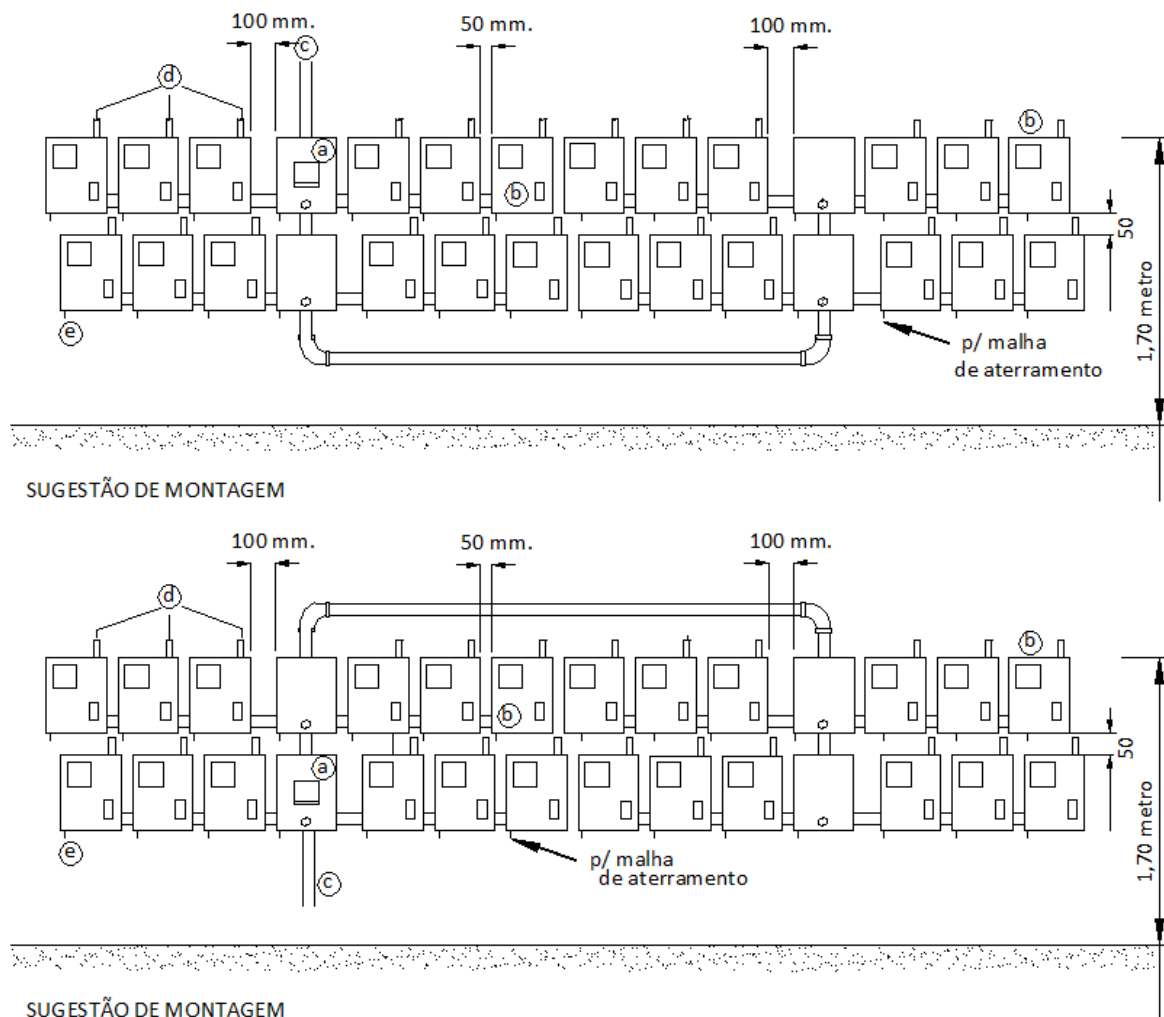 100 mm.
50 mm.
100 mm.
c
d
b
a
b
50
e
p/ malha
de aterramento
1,70 metro
SUGESTÃO DE MONTAGEM
100 mm.
50 mm.
100 mm.
d
b
b
50
a
e
p/ malha
de aterramento
c
1,70 metro
SUGESTÃO DE MONTAGEM